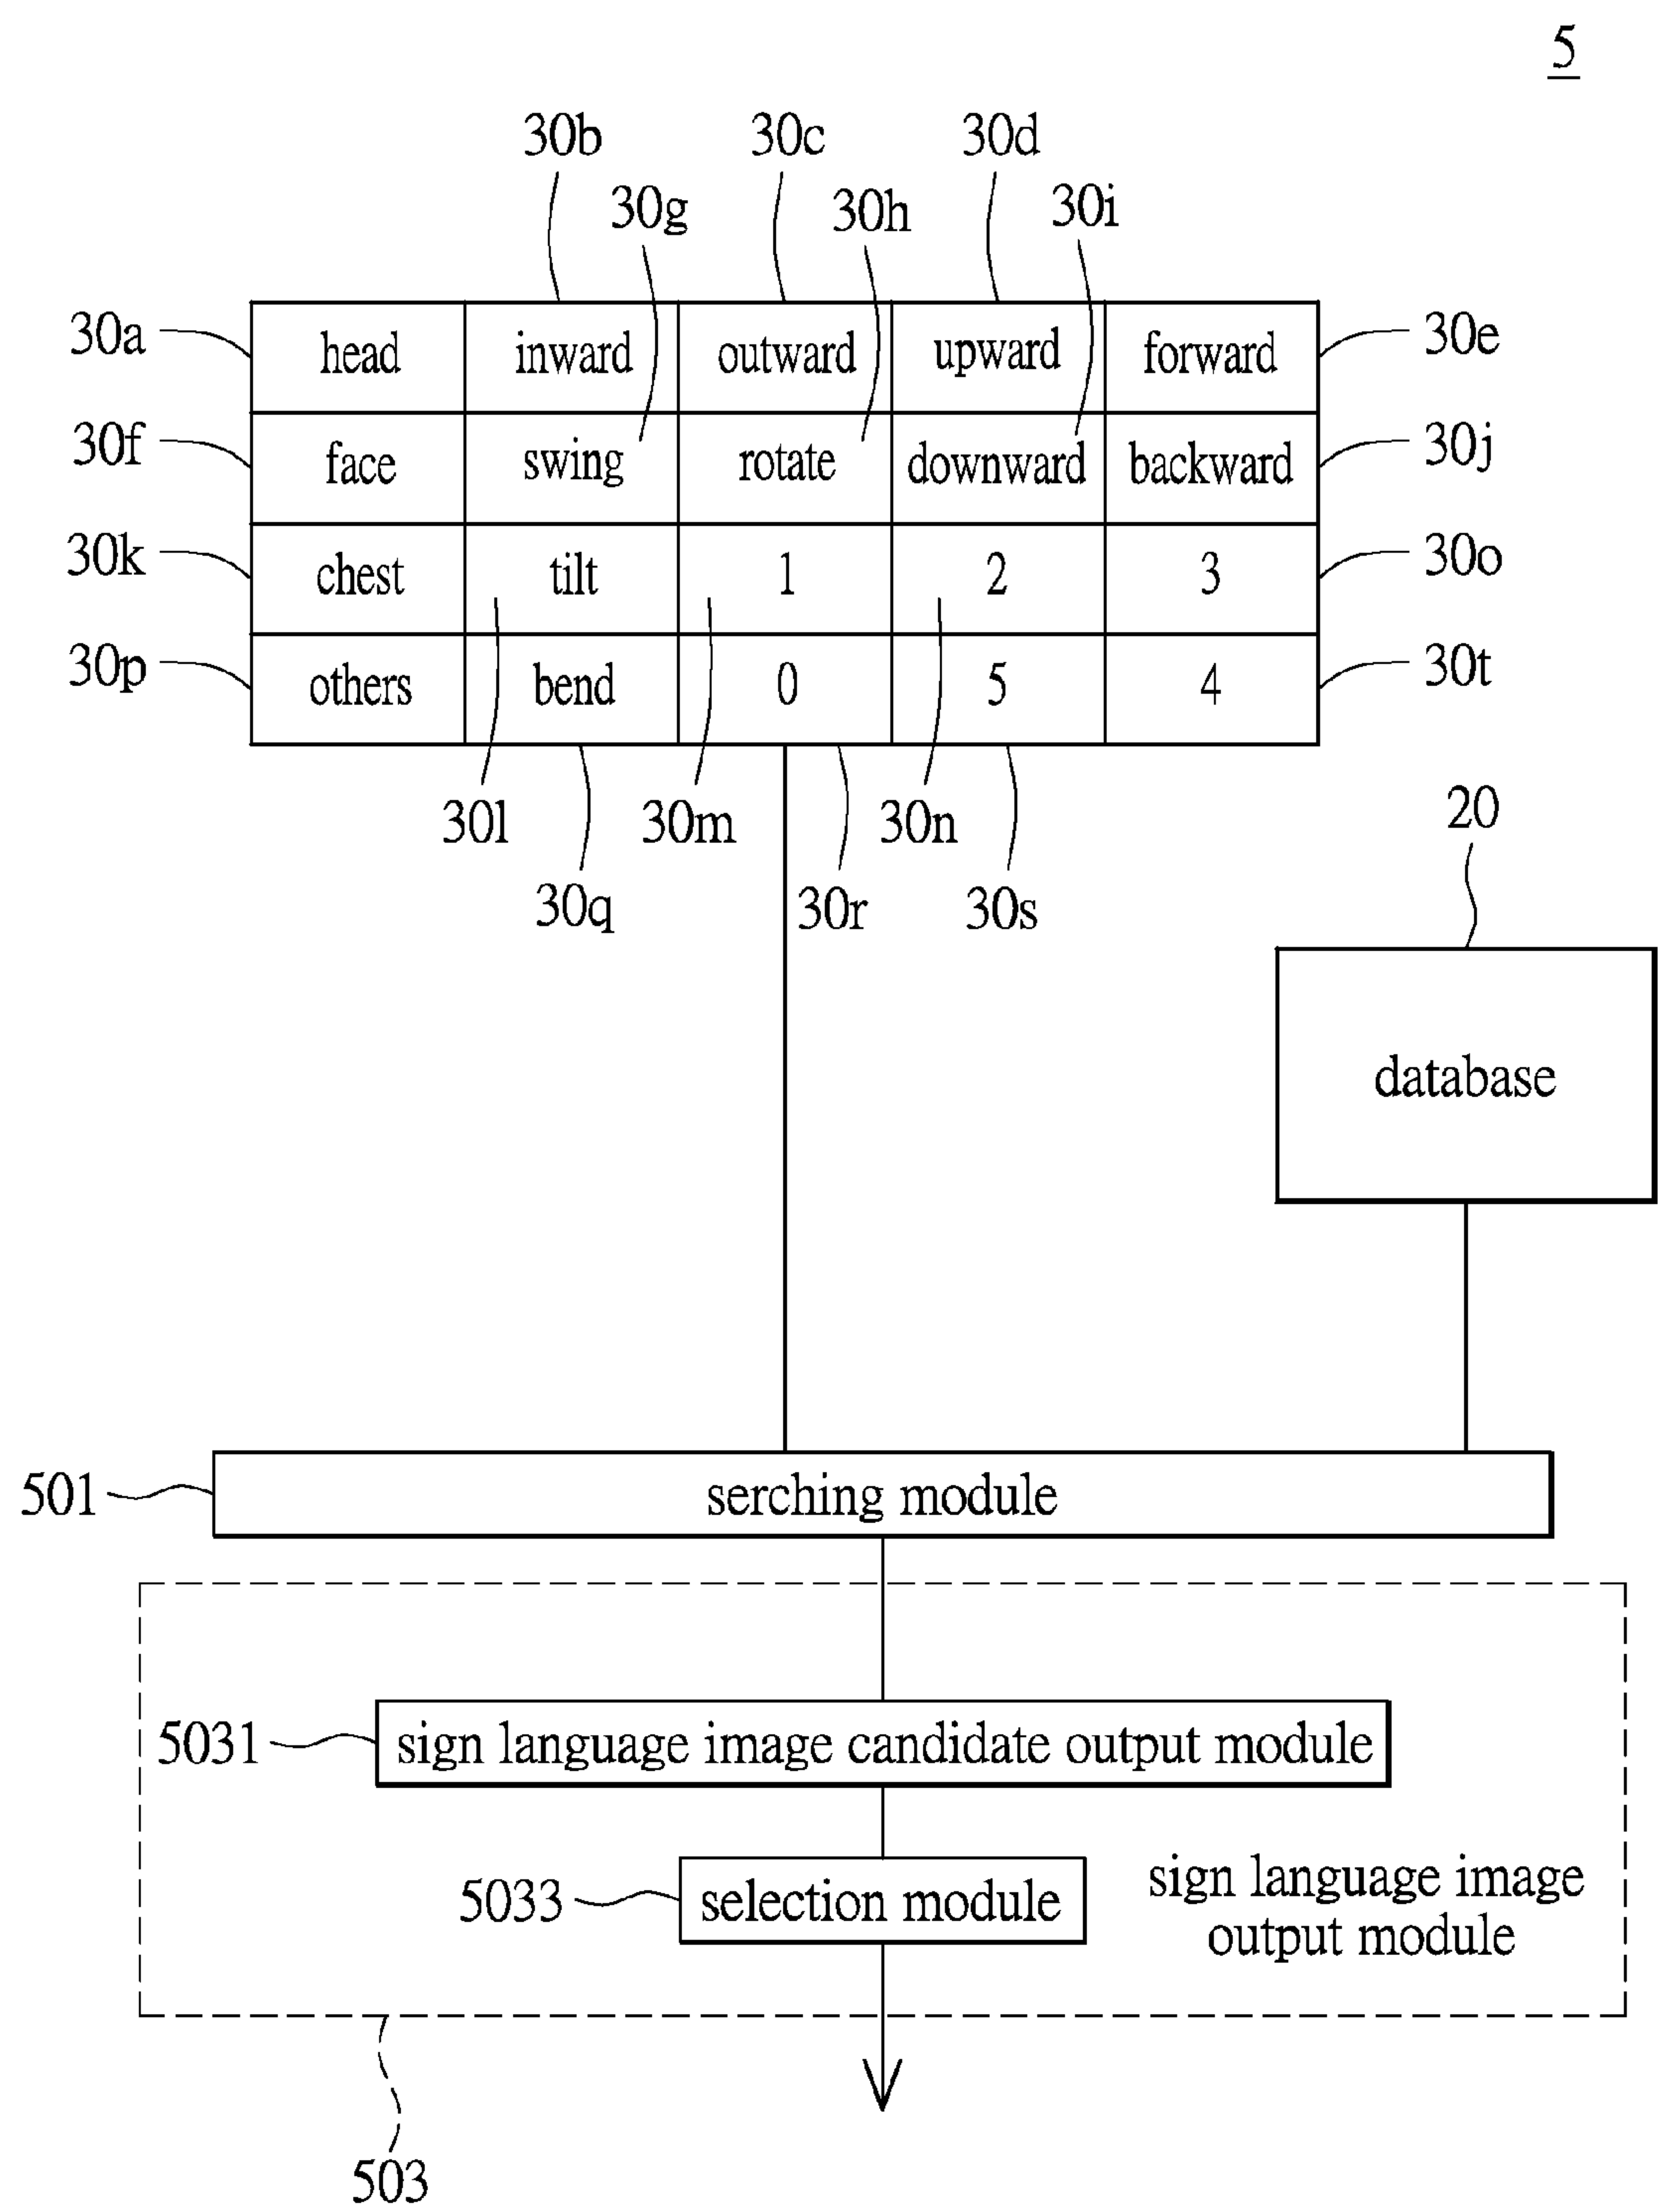 5
30b 30c 30d
30g 30h 30i
30a head inward outward upward forward 30e
30f face swing rotate downward backward 30j
30k chest tilt 1 2 3 30o
30p others bend 0 5 4 30t
30l 30m 30n
30q 30r 30s
20
database
501 serching module
5031 sign language image candidate output module
5033 selection module
sign language image
output module
503